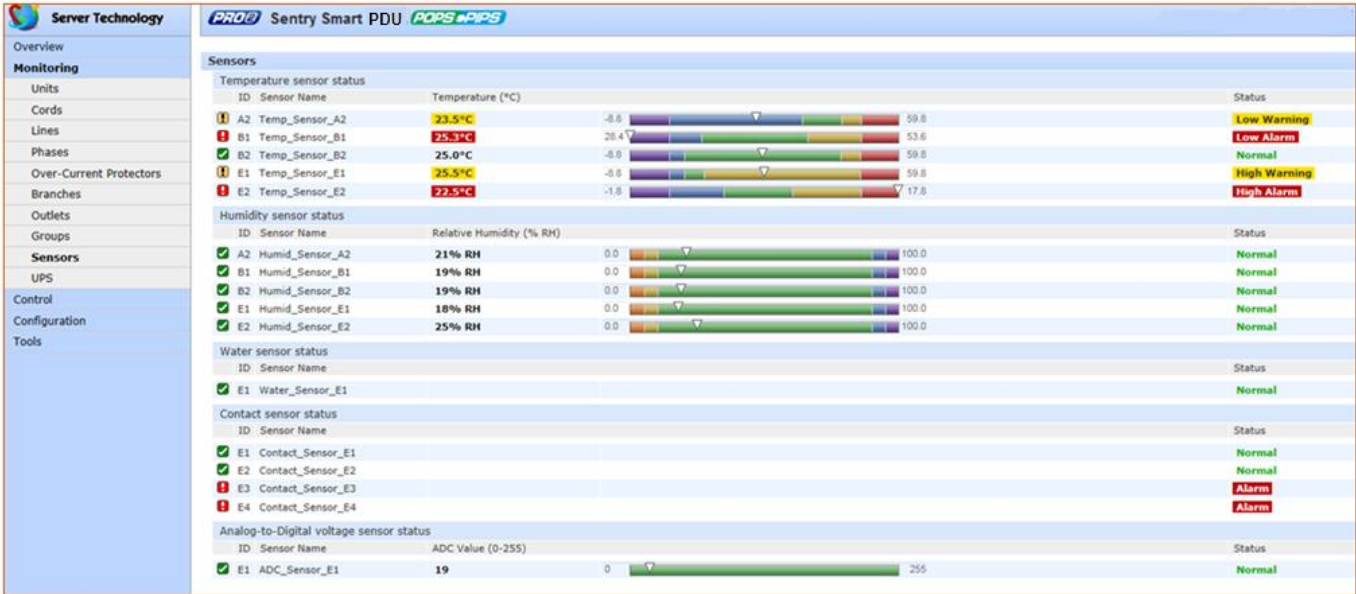 Server Technology
PRO2 Sentry Smart PDU POPS PIPS
Overview
Monitoring
Units
Cords
Lines
Phases
Over-Current Protectors
Branches
Outlets
Groups
Sensors
UPS
Control
Configuration
Tools
Sensors
Temperature sensor status
ID Sensor Name Temperature (°C) Status
A2 Temp_Sensor_A2 23.5°C -8.8 59.8 Low Warning
B1 Temp_Sensor_B1 25.3°C 28.4 53.6 Low Alarm
B2 Temp_Sensor_B2 25.0°C -8.8 59.8 Normal
E1 Temp_Sensor_E1 25.5°C -8.8 59.8 High Warning
E2 Temp_Sensor_E2 22.5°C -1.8 17.8 High Alarm
Humidity sensor status
ID Sensor Name Relative Humidity (% RH) Status
A2 Humid_Sensor_A2 21% RH 0.0 100.0 Normal
B1 Humid_Sensor_B1 19% RH 0.0 100.0 Normal
B2 Humid_Sensor_B2 19% RH 0.0 100.0 Normal
E1 Humid_Sensor_E1 18% RH 0.0 100.0 Normal
E2 Humid_Sensor_E2 25% RH 0.0 100.0 Normal
Water sensor status
ID Sensor Name Status
E1 Water_Sensor_E1 Normal
Contact sensor status
ID Sensor Name Status
E1 Contact_Sensor_E1 Normal
E2 Contact_Sensor_E2 Normal
E3 Contact_Sensor_E3 Alarm
E4 Contact_Sensor_E4 Alarm
Analog-to-Digital voltage sensor status
ID Sensor Name ADC Value (0-255) Status
E1 ADC_Sensor_E1 19 0 255 Normal